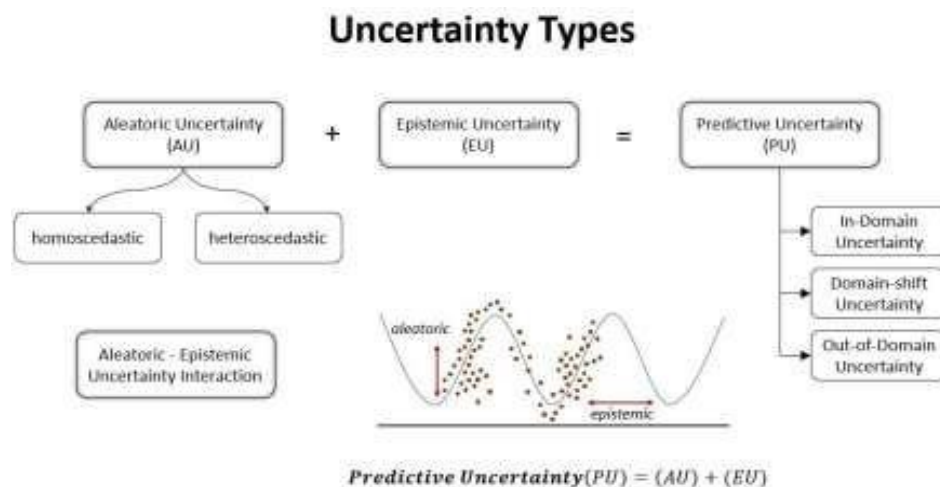 Uncertainty Types
Aleatoric Uncertainty
(AU)
+
Epistemic Uncertainty
(EU)
=
Predictive Uncertainty
(PU)
homoscedastic
heteroscedastic
In-Domain
Uncertainty
Domain-shift
Uncertainty
Out-of-Domain
Uncertainty
Aleatoric - Epistemic
Uncertainty Interaction
aleatoric
epistemic
Predictive Uncertainty(PU) = (AU) + (EU)